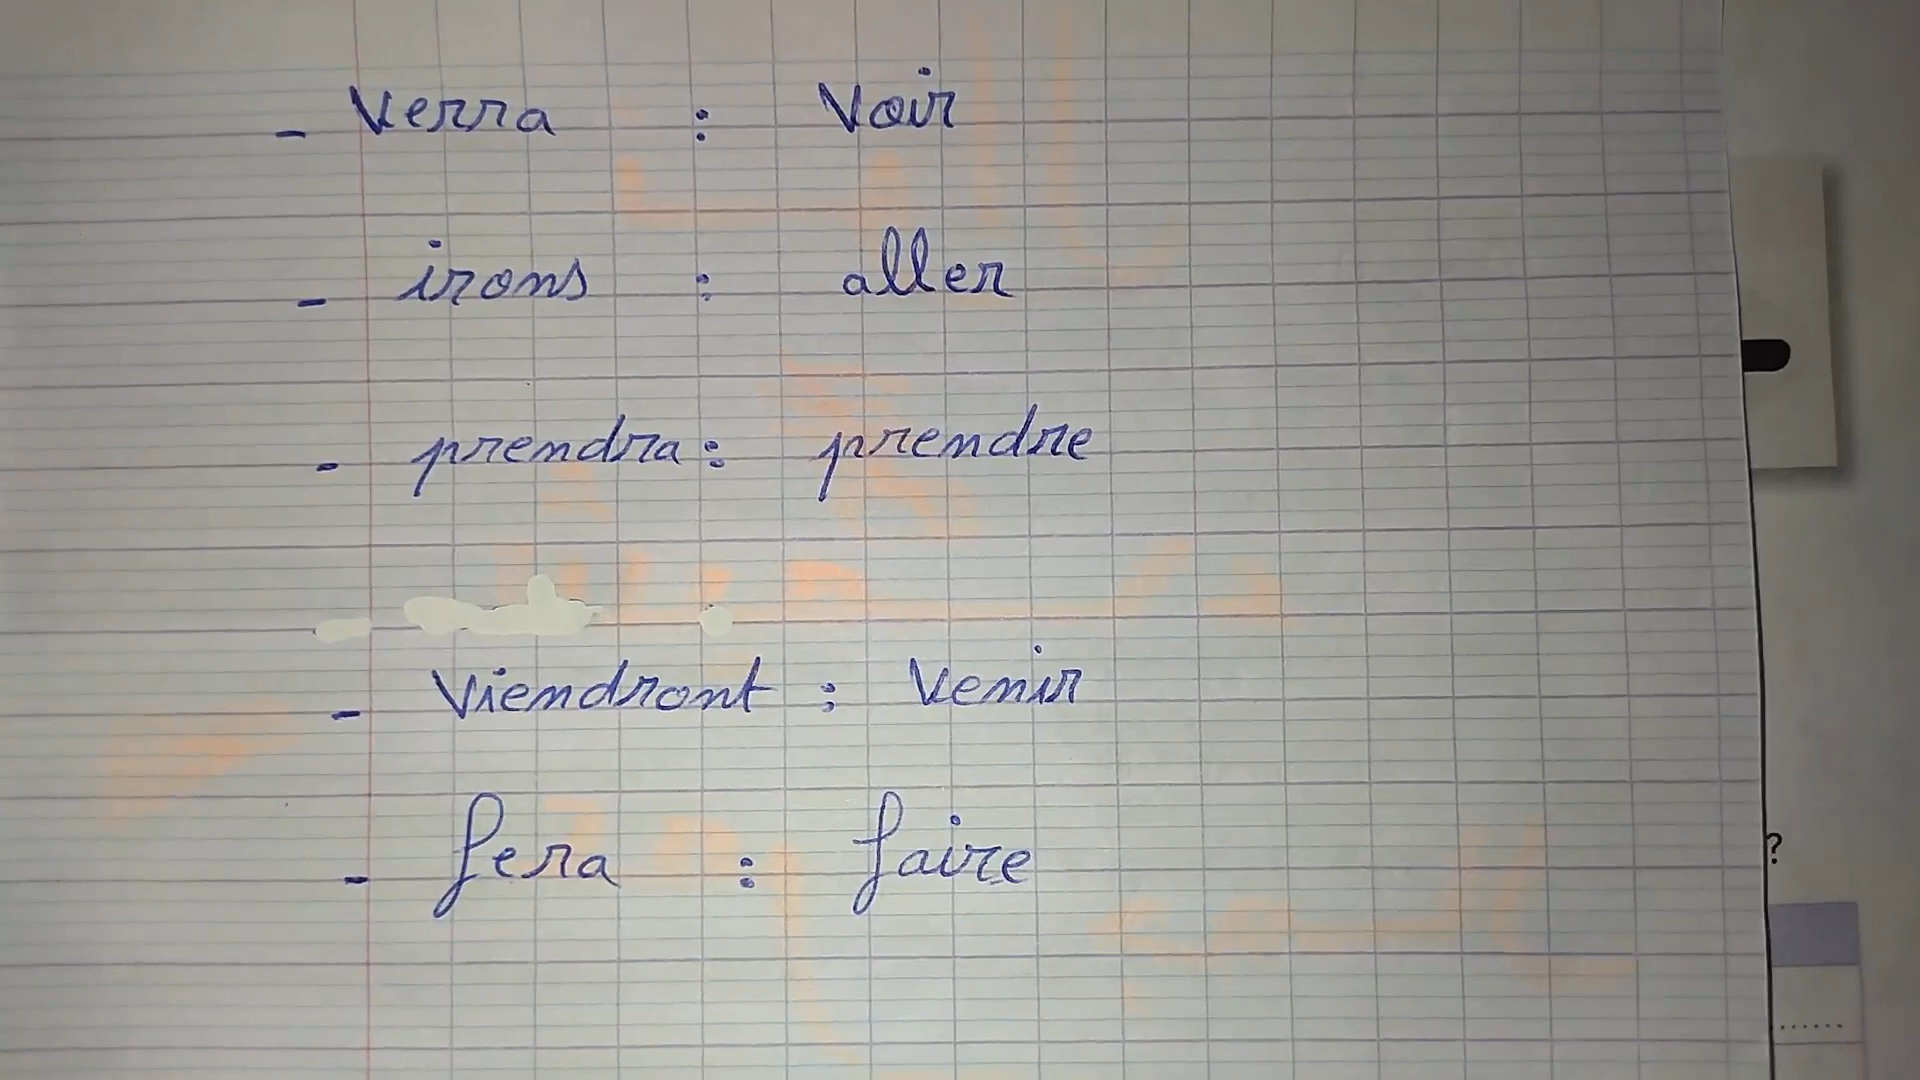 - Verra : Voir
- irons : aller
- prendra : prendre
- Viendront : Venir
- fera : faire
?